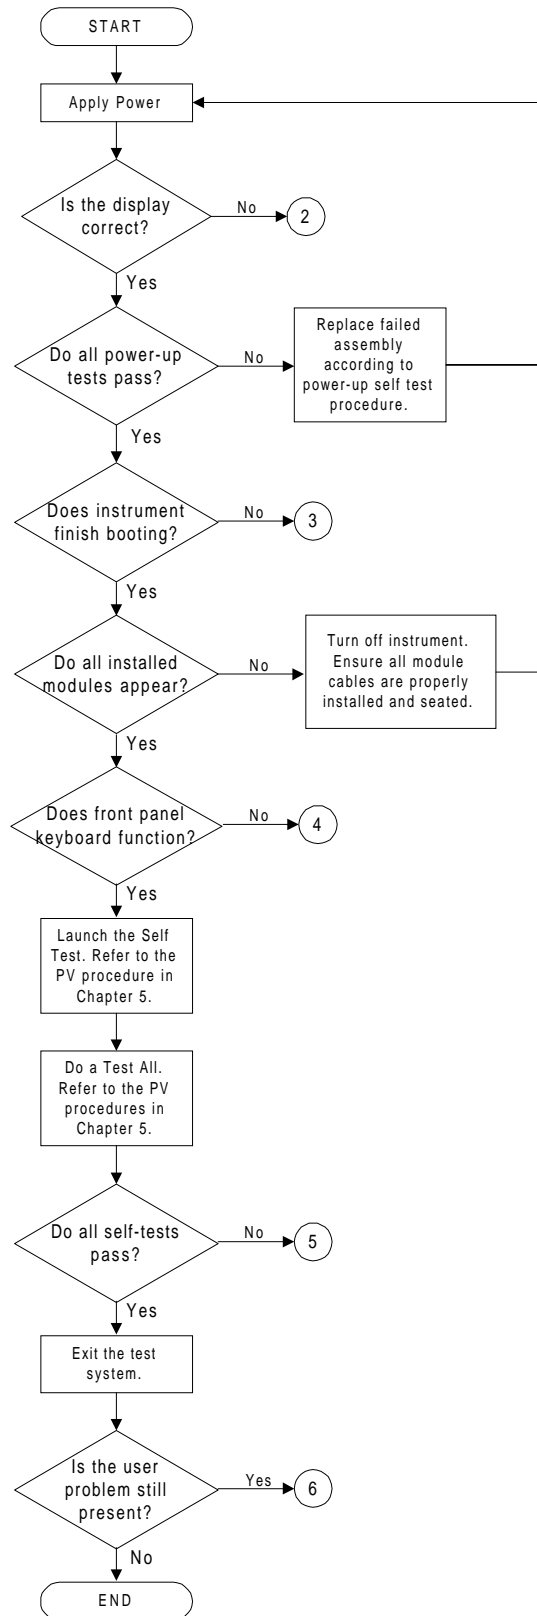 START
Apply Power
Is the display
correct?
No
2
Yes
Do all power-up
tests pass?
No
Replace failed
assembly
according to
power-up self test
procedure.
Yes
Does instrument
finish booting?
No
3
Yes
Do all installed
modules appear?
No
Turn off instrument.
Ensure all module
cables are properly
installed and seated.
Yes
Does front panel
keyboard function?
No
4
Yes
Launch the Self
Test. Refer to the
PV procedure in
Chapter 5.
Do a Test All.
Refer to the PV
procedures in
Chapter 5.
Do all self-tests
pass?
No
5
Yes
Exit the test
system.
Is the user
problem still
present?
Yes
6
No
END